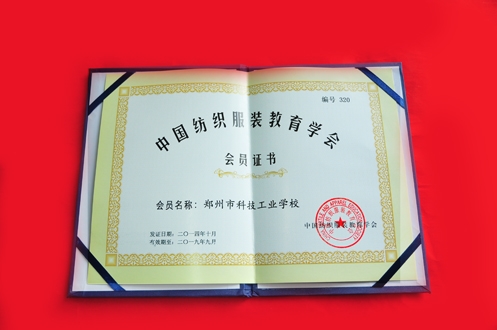 编号 320
中国纺织服装教育学会
会员证书
会员名称：郑州市科技工业学校
发证日期：二〇一四年十月
有效期至：二〇一九年九月
中国纺织服装教育学会